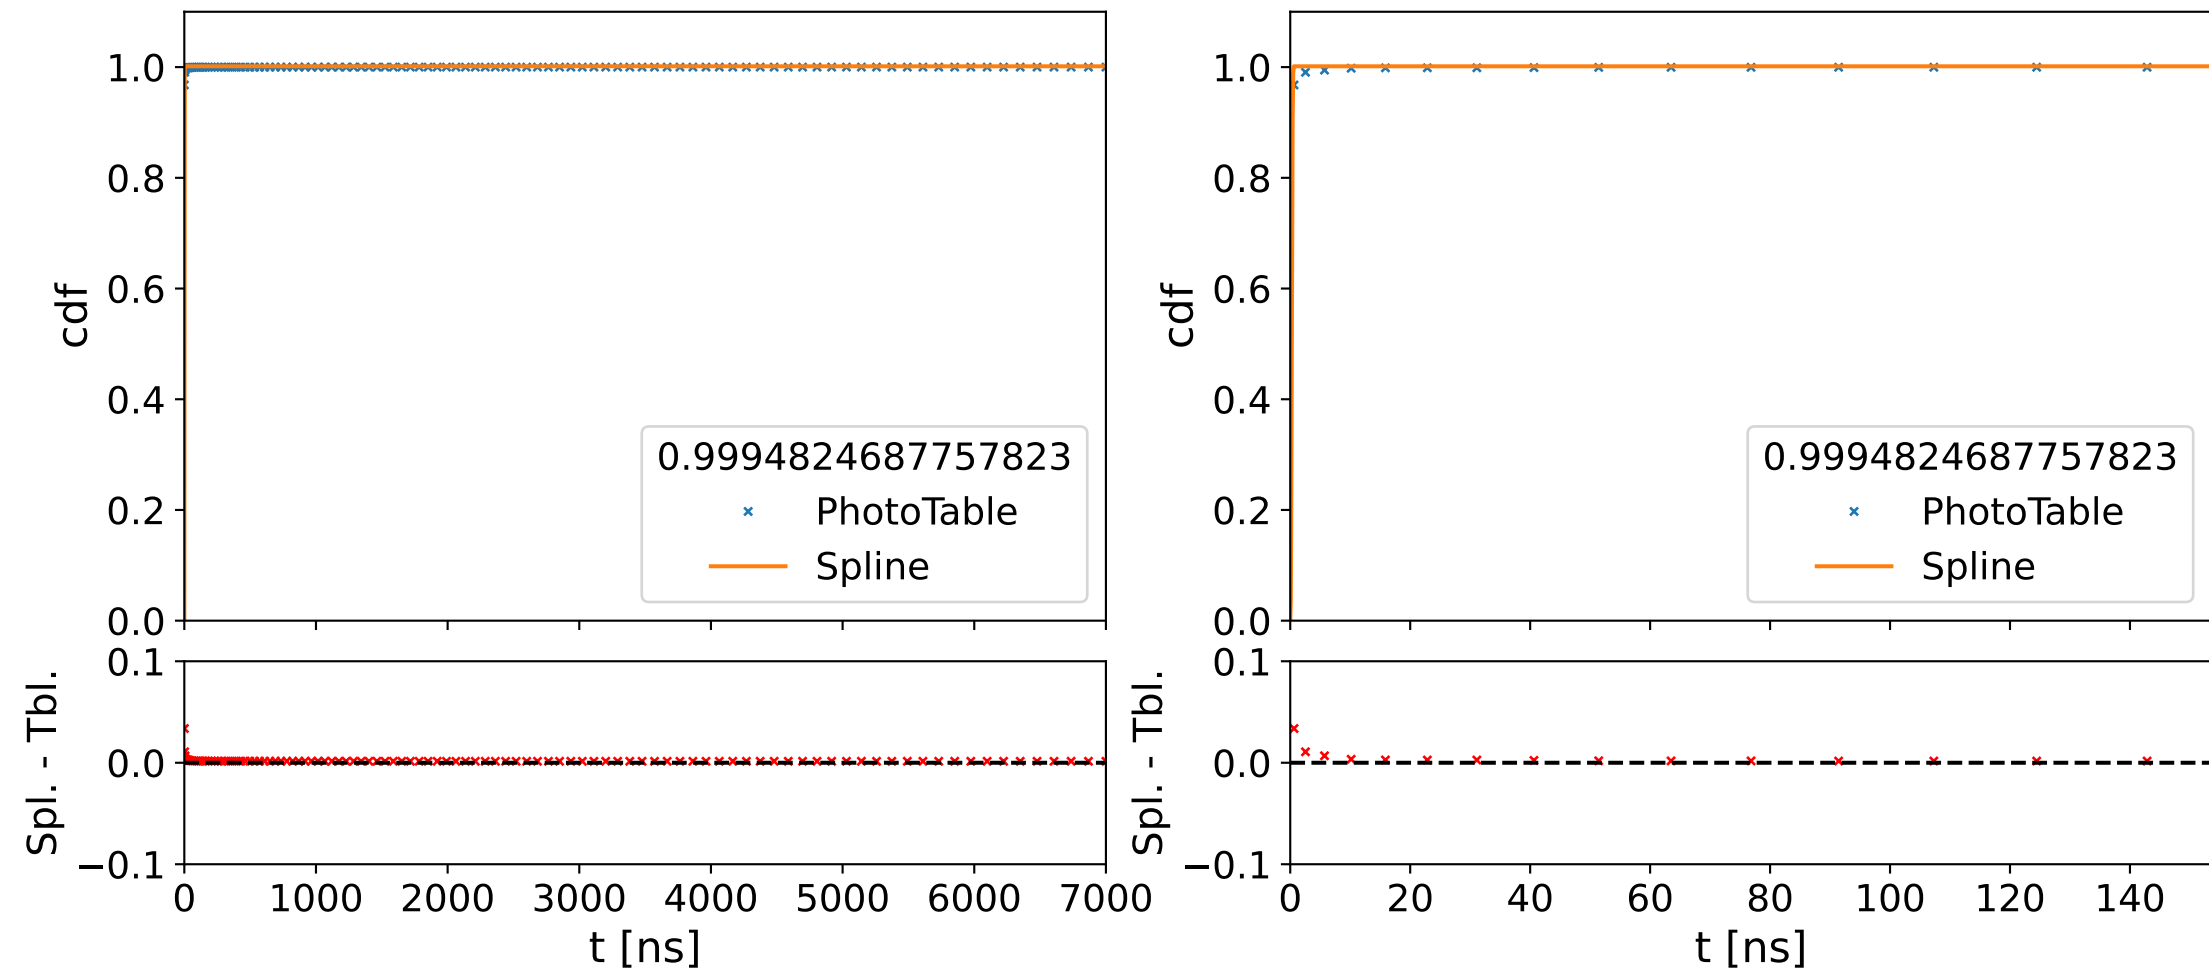 1.0
0.8
0.6
0.4
0.2
0.0
cdf
0.9994824687757823
PhotoTable
Spline
0.1
0.0
−0.1
Spl. - Tbl.
0 1000 2000 3000 4000 5000 6000 7000
t [ns]
1.0
0.8
0.6
0.4
0.2
0.0
cdf
0.9994824687757823
PhotoTable
Spline
0.1
0.0
−0.1
Spl. - Tbl.
0 20 40 60 80 100 120 140
t [ns]